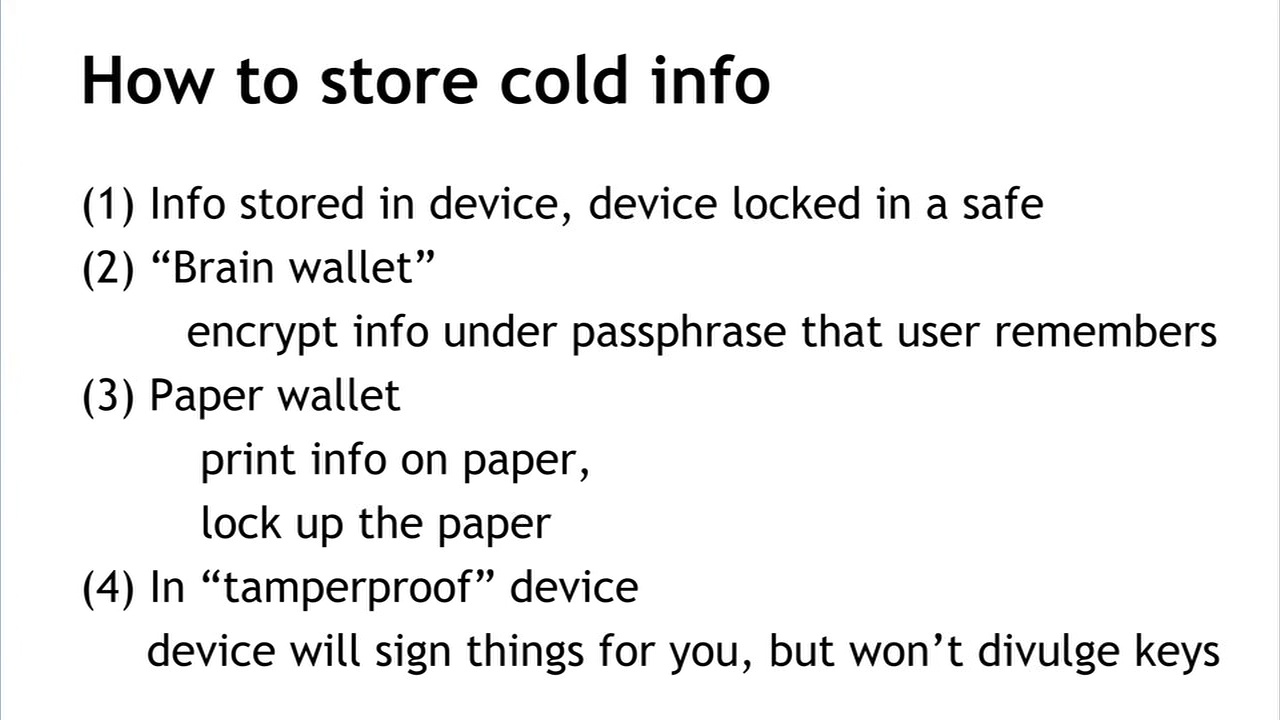 How to store cold info
(1) Info stored in device, device locked in a safe
(2) “Brain wallet”
encrypt info under passphrase that user remembers
(3) Paper wallet
print info on paper,
lock up the paper
(4) In “tamperproof” device
device will sign things for you, but won’t divulge keys